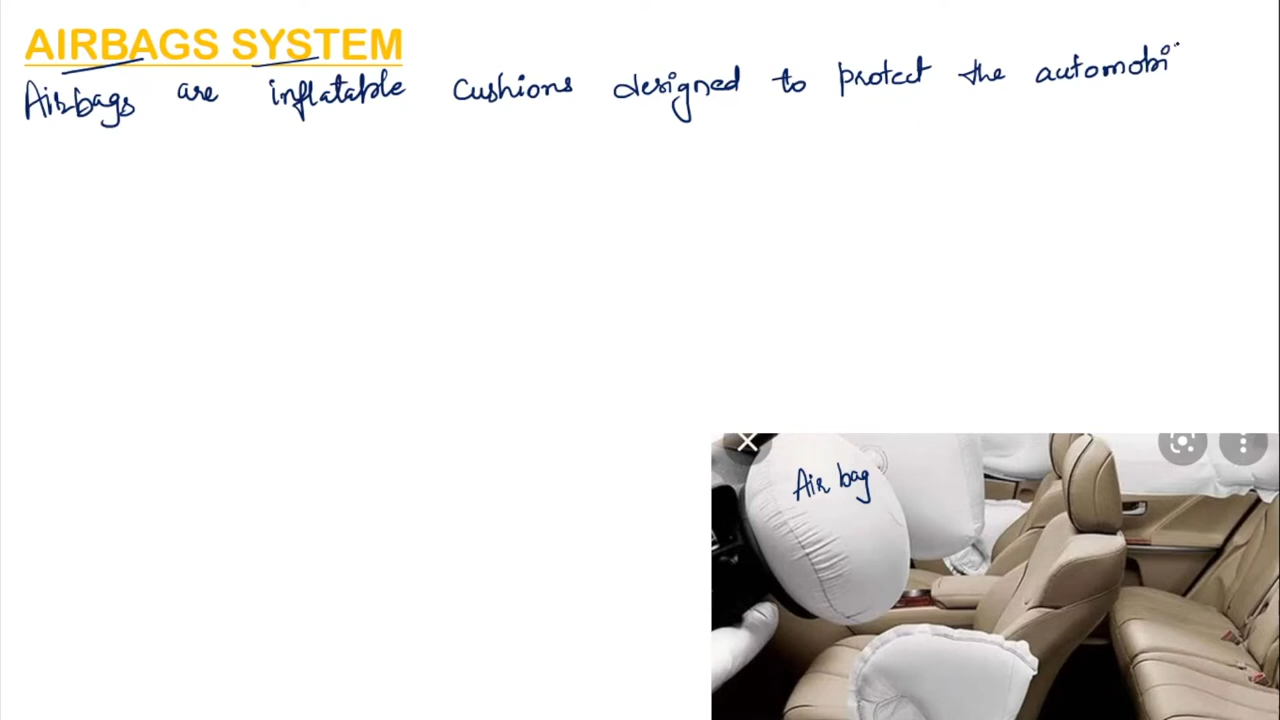 AIRBAGS SYSTEM
Airbags are inflatable cushions designed to protect the automobi
Air bag